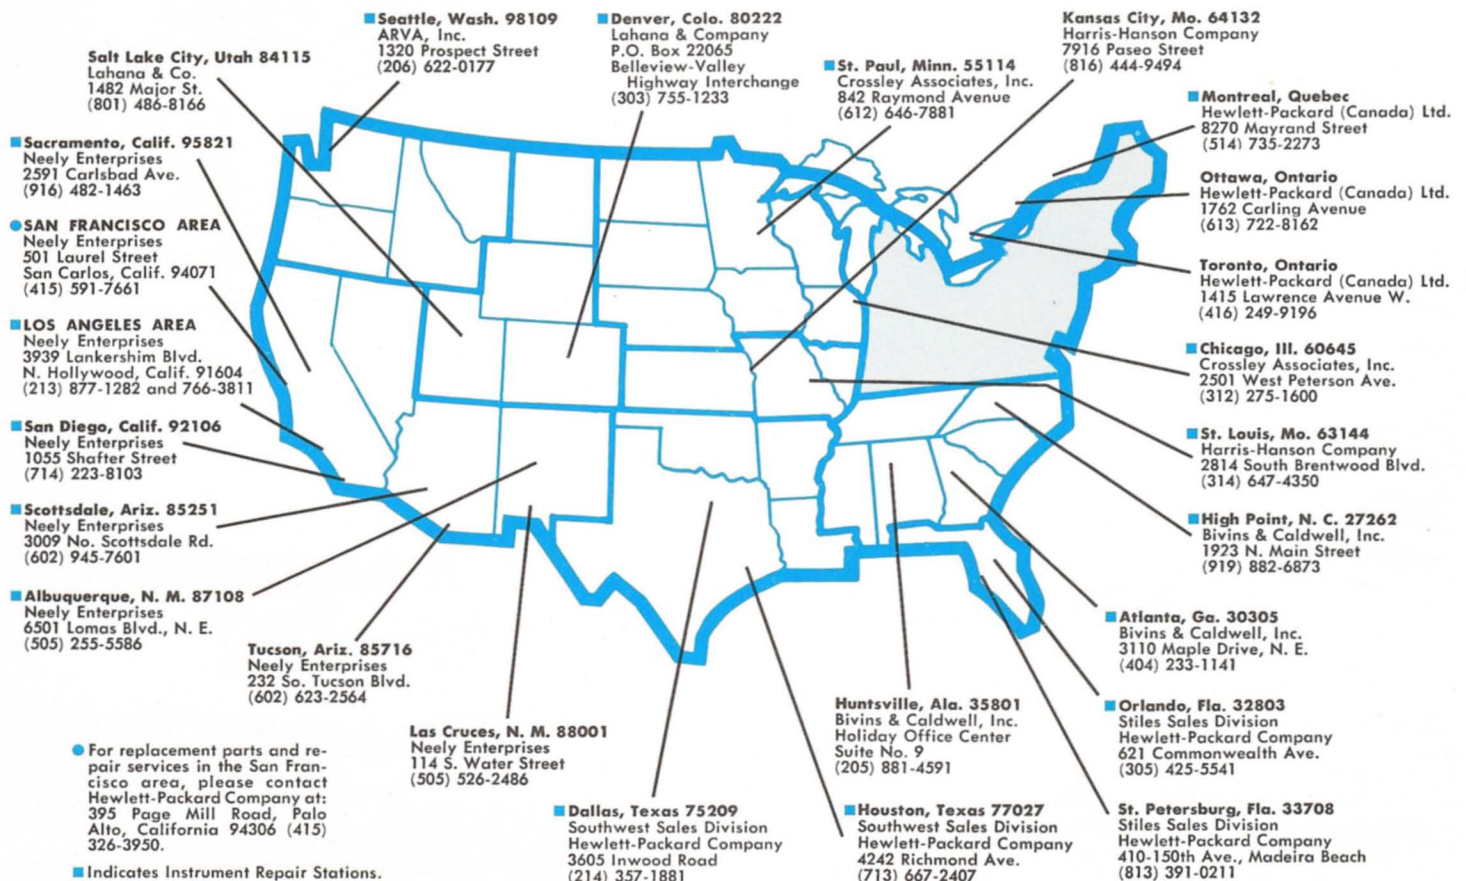 Seattle, Wash. 98109
ARVA, Inc.
1320 Prospect Street
(206) 622-0177
Denver, Colo. 80222
Lahana & Company
P.O. Box 22065
Belleview-Valley
Highway Interchange
(303) 755-1233
Kansas City, Mo. 64132
Harris-Hanson Company
7916 Paseo Street
(816) 444-9494
Salt Lake City, Utah 84115
Lahana & Co.
1482 Major St.
(801) 486-8166
St. Paul, Minn. 55114
Crossley Associates, Inc.
842 Raymond Avenue
(612) 646-7881
Montreal, Quebec
Hewlett-Packard (Canada) Ltd.
8270 Mayrand Street
(514) 735-2273
Sacramento, Calif. 95821
Neely Enterprises
2591 Carlsbad Ave.
(916) 482-1463
Ottawa, Ontario
Hewlett-Packard (Canada) Ltd.
1762 Carling Avenue
(613) 722-8162
SAN FRANCISCO AREA
Neely Enterprises
501 Laurel Street
San Carlos, Calif. 94071
(415) 591-7661
Toronto, Ontario
Hewlett-Packard (Canada) Ltd.
1415 Lawrence Avenue W.
(416) 249-9196
LOS ANGELES AREA
Neely Enterprises
3939 Lankershim Blvd.
N. Hollywood, Calif. 91604
(213) 877-1282 and 766-3811
Chicago, Ill. 60645
Crossley Associates, Inc.
2501 West Peterson Ave.
(312) 275-1600
San Diego, Calif. 92106
Neely Enterprises
1055 Shafter Street
(714) 223-8103
St. Louis, Mo. 63144
Harris-Hanson Company
2814 South Brentwood Blvd.
(314) 647-4350
Scottsdale, Ariz. 85251
Neely Enterprises
3009 No. Scottsdale Rd.
(602) 945-7601
High Point, N. C. 27262
Bivins & Caldwell, Inc.
1923 N. Main Street
(919) 882-6873
Albuquerque, N. M. 87108
Neely Enterprises
6501 Lomas Blvd., N. E.
(505) 255-5586
Atlanta, Ga. 30305
Bivins & Caldwell, Inc.
3110 Maple Drive, N. E.
(404) 233-1141
Tucson, Ariz. 85716
Neely Enterprises
232 So. Tucson Blvd.
(602) 623-2564
Huntsville, Ala. 35801
Bivins & Caldwell, Inc.
Holiday Office Center
Suite No. 9
(205) 881-4591
Orlando, Fla. 32803
Stiles Sales Division
Hewlett-Packard Company
621 Commonwealth Ave.
(305) 425-5541
Las Cruces, N. M. 88001
Neely Enterprises
114 S. Water Street
(505) 526-2486
For replacement parts and re-
pair services in the San Fran-
cisco area, please contact
Hewlett-Packard Company at:
395 Page Mill Road, Palo
Alto, California 94306 (415)
326-3950.
Indicates Instrument Repair Stations.
Dallas, Texas 75209
Southwest Sales Division
Hewlett-Packard Company
3605 Inwood Road
(214) 357-1881
Houston, Texas 77027
Southwest Sales Division
Hewlett-Packard Company
4242 Richmond Ave.
(713) 667-2407
St. Petersburg, Fla. 33708
Stiles Sales Division
Hewlett-Packard Company
410-150th Ave., Madeira Beach
(813) 391-0211